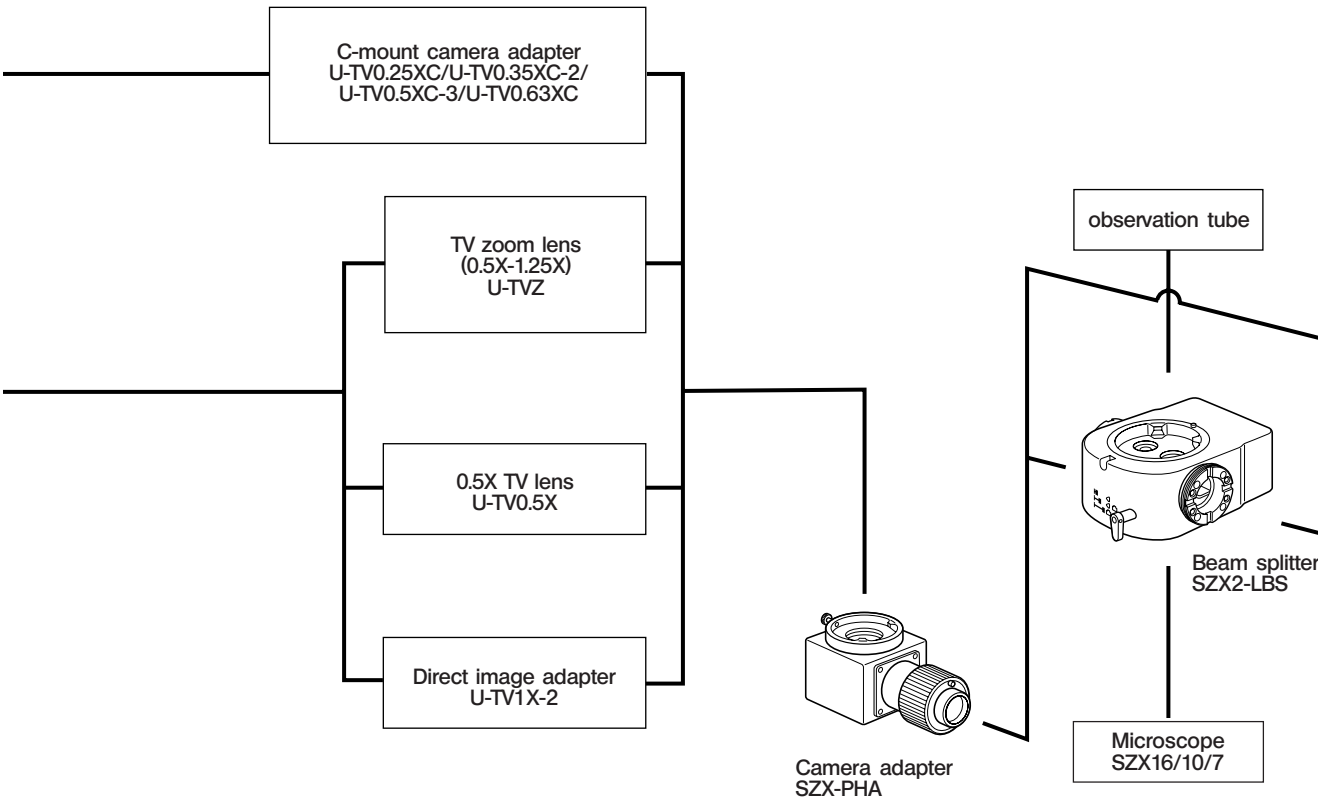 C-mount camera adapter
U-TV0.25XC/U-TV0.35XC-2/
U-TV0.5XC-3/U-TV0.63XC
TV zoom lens
(0.5X-1.25X)
U-TVZ
observation tube
0.5X TV lens
U-TV0.5X
Beam splitter
SZX2-LBS
Direct image adapter
U-TV1X-2
Camera adapter
SZX-PHA
Microscope
SZX16/10/7